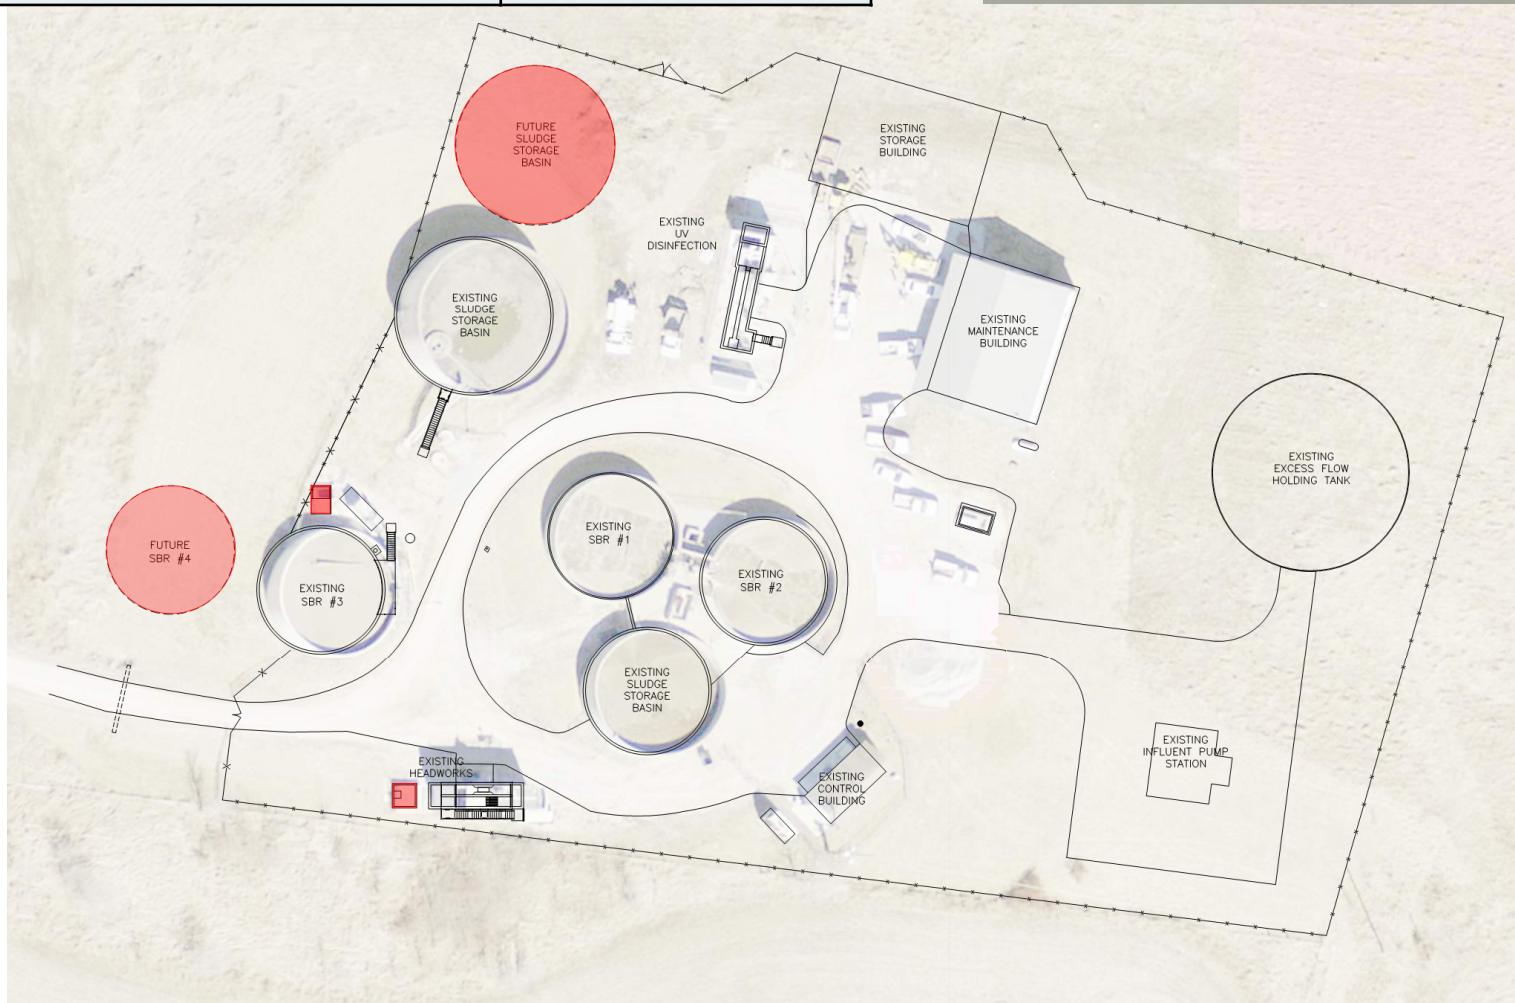 FUTURE
SLUDGE
STORAGE
BASIN
EXISTING
STORAGE
BUILDING
EXISTING
UV
DISINFECTION
EXISTING
SLUDGE
STORAGE
BASIN
EXISTING
MAINTENANCE
BUILDING
EXISTING
EXCESS FLOW
HOLDING TANK
EXISTING
SBR #1
FUTURE
SBR #4
EXISTING
SBR #2
EXISTING
SBR #3
EXISTING
SLUDGE
STORAGE
BASIN
EXISTING
INFLUENT PUMP
STATION
EXISTING
HEADWORKS
EXISTING
CONTROL
BUILDING